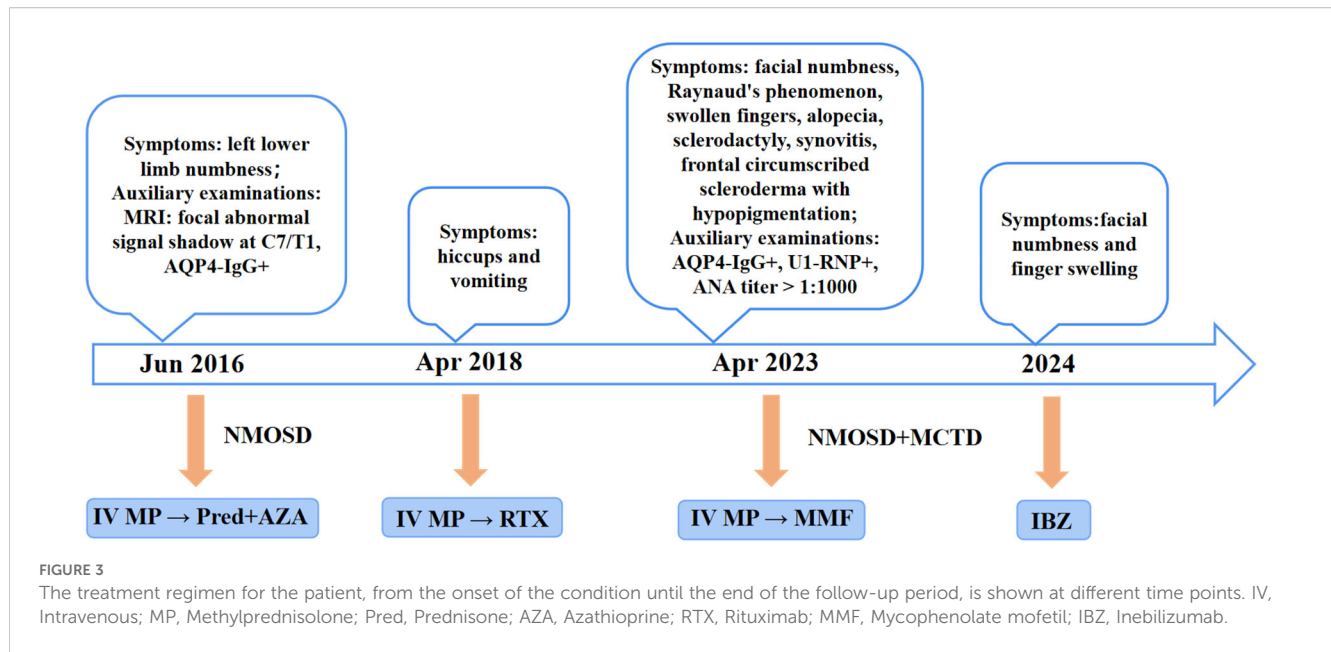 Symptoms: left lower
limb numbness;
Auxiliary examinations:
MRI: focal abnormal
signal shadow at C7/T1,
AQP4-IgG+
Symptoms:
hiccups and
vomiting
Symptoms: facial numbness,
Raynaud's phenomenon,
swollen fingers, alopecia,
sclerodactyly, synovitis,
frontal circumscribed
scleroderma with
hypopigmentation;
Auxiliary examinations:
AQP4-IgG+, U1-RNP+,
ANA titer > 1:1000
Symptoms:facial
numbness and
finger swelling
Jun 2016
Apr 2018
Apr 2023
2024
NMOSD
NMOSD+MCTD
IV MP → Pred+AZA
IV MP → RTX
IV MP → MMF
IBZ
FIGURE 3
The treatment regimen for the patient, from the onset of the condition until the end of the follow-up period, is shown at different time points. IV,
Intravenous; MP, Methylprednisolone; Pred, Prednisone; AZA, Azathioprine; RTX, Rituximab; MMF, Mycophenolate mofetil; IBZ, Inebilizumab.